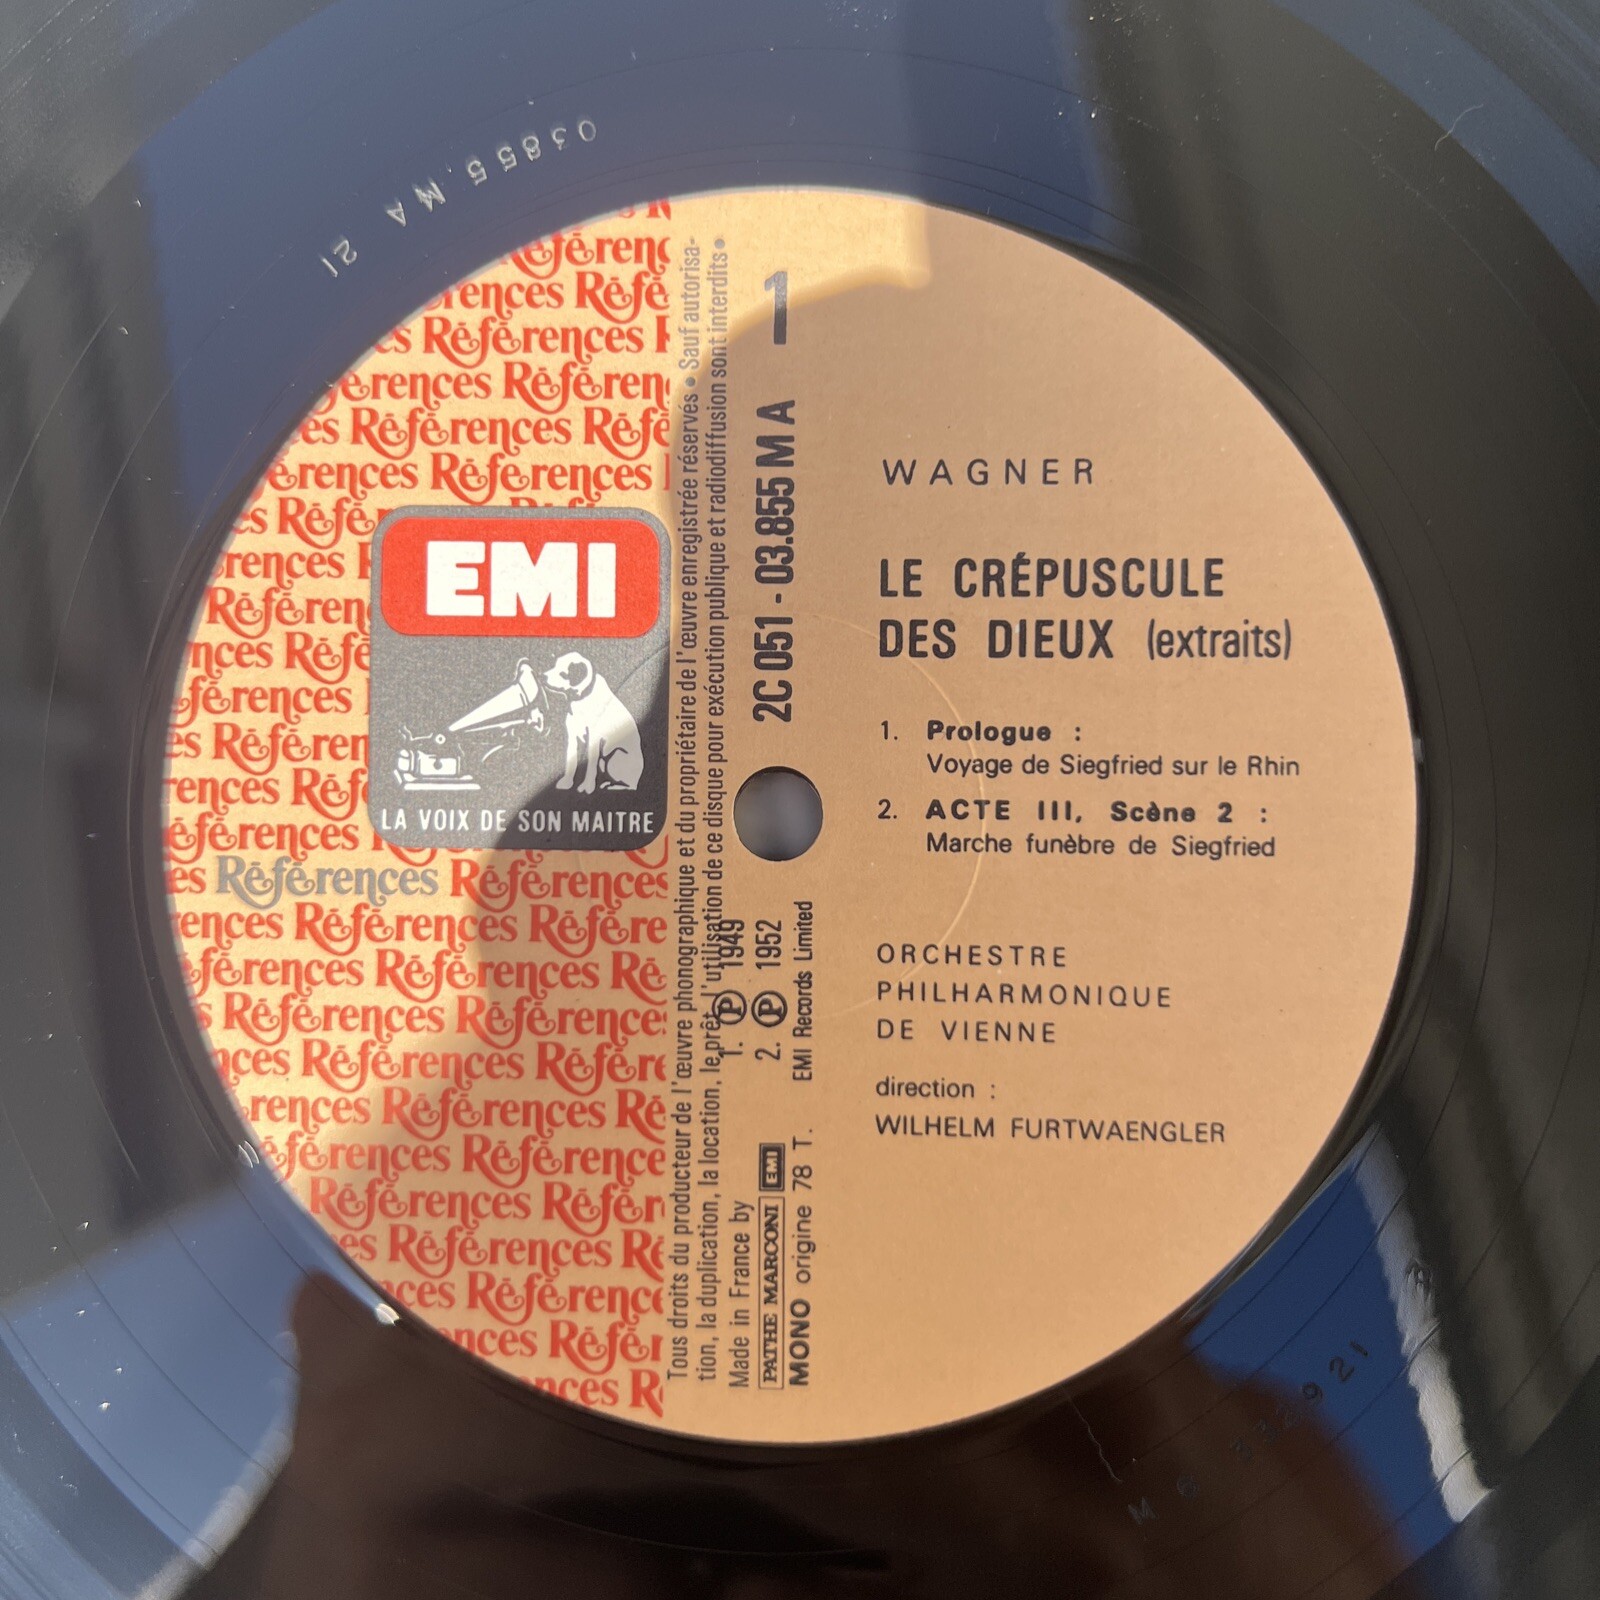 03855 MA 21
Références
EMI
LA VOIX DE SON MAITRE
Références
Tous droits du producteur de l'œuvre phonographique et du propriétaire de l'œuvre enregistrée réservés • Sauf autorisa-
tion, la duplication, la location, le prêt, l'utilisation de ce disque pour exécution publique et radiodiffusion sont interdits •
Made in France by
PATHE MARCONI EMI
MONO origine 78 T.
1. Ⓟ 1949
2. Ⓟ 1952
EMI Records Limited
2C 051 - 03.855 M A
1
WAGNER
LE CRÉPUSCULE
DES DIEUX (extraits)
1. Prologue :
Voyage de Siegfried sur le Rhin
2. ACTE III, Scène 2 :
Marche funèbre de Siegfried
ORCHESTRE
PHILHARMONIQUE
DE VIENNE
direction :
WILHELM FURTWAENGLER